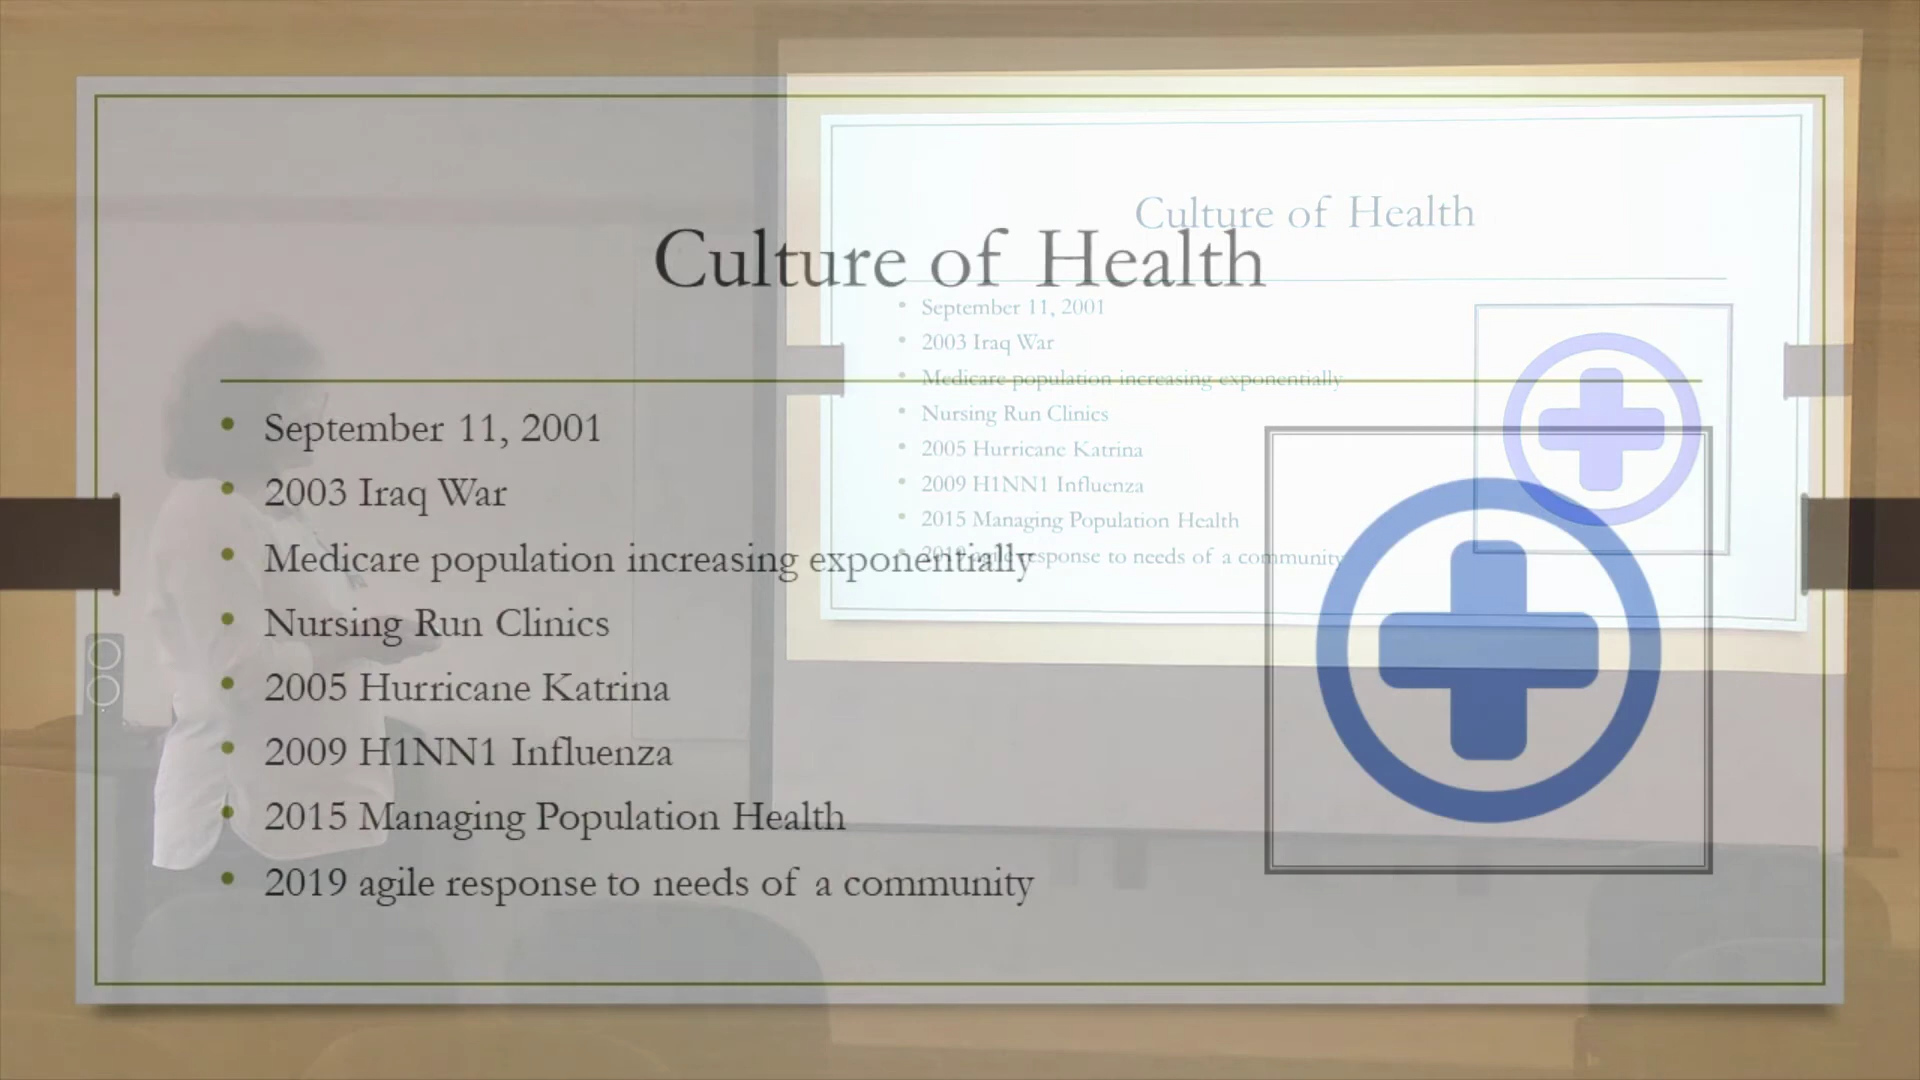 Culture of Health
September 11, 2001
2003 Iraq War
Medicare population increasing exponentially
Nursing Run Clinics
2005 Hurricane Katrina
2009 H1NN1 Influenza
2015 Managing Population Health
2019 agile response to needs of a community
Culture of Health
September 11, 2001
2003 Iraq War
Medicare population increasing exponentially
Nursing Run Clinics
2005 Hurricane Katrina
2009 H1NN1 Influenza
2015 Managing Population Health
2019 agile response to needs of a community